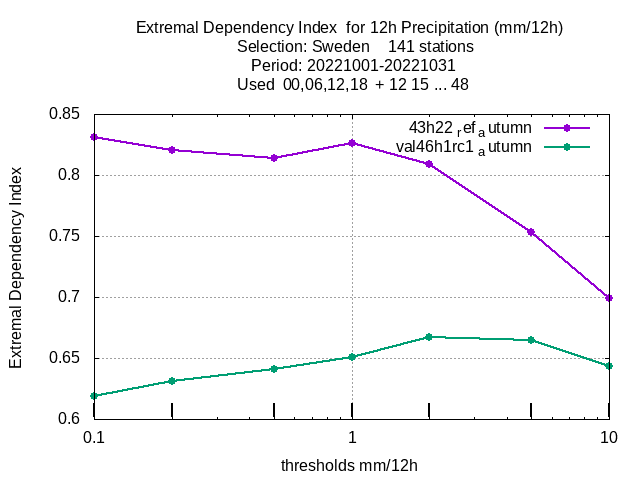 Extremal Dependency Index  for 12h Precipitation (mm/12h)
Selection: Sweden    141 stations
Period: 20221001-20221031
Used  00,06,12,18  + 12 15 ... 48
0.85
43h22 ref autumn
val46h1rc1 autumn
0.8
0.75
0.7
0.65
0.6
Extremal Dependency Index
0.1
1
10
thresholds mm/12h